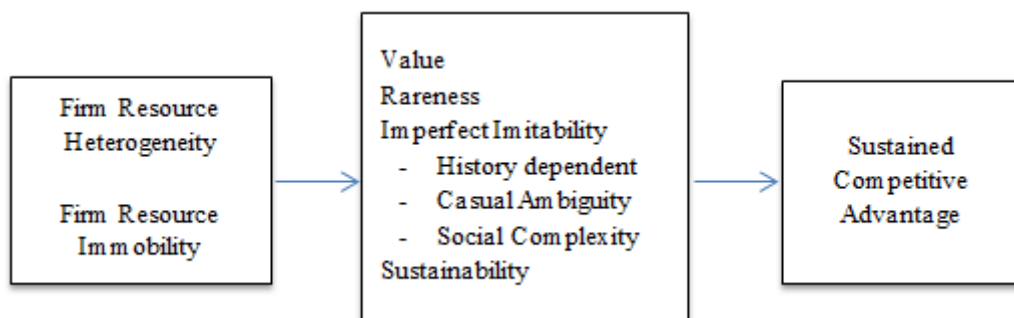 Firm Resource
Heterogeneity
Firm Resource
Immobility
Value
Rareness
Imperfect Imitability
- History dependent
- Casual Ambiguity
- Social Complexity
Sustainability
Sustained
Competitive
Advantage